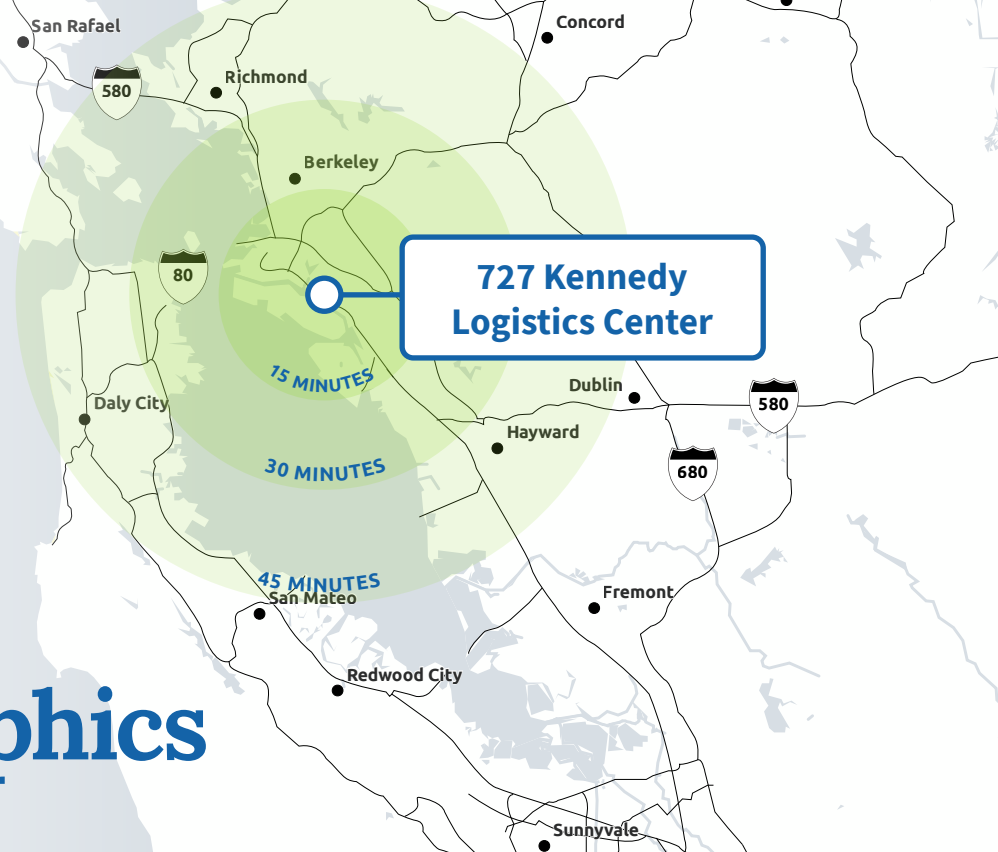 San Rafael
Concord
580
Richmond
Berkeley
80
727 Kennedy
Logistics Center
15 MINUTES
Daly City
Dublin
580
Hayward
30 MINUTES
680
45 MINUTES
San Mateo
Fremont
Redwood City
phics
Sunnyvale